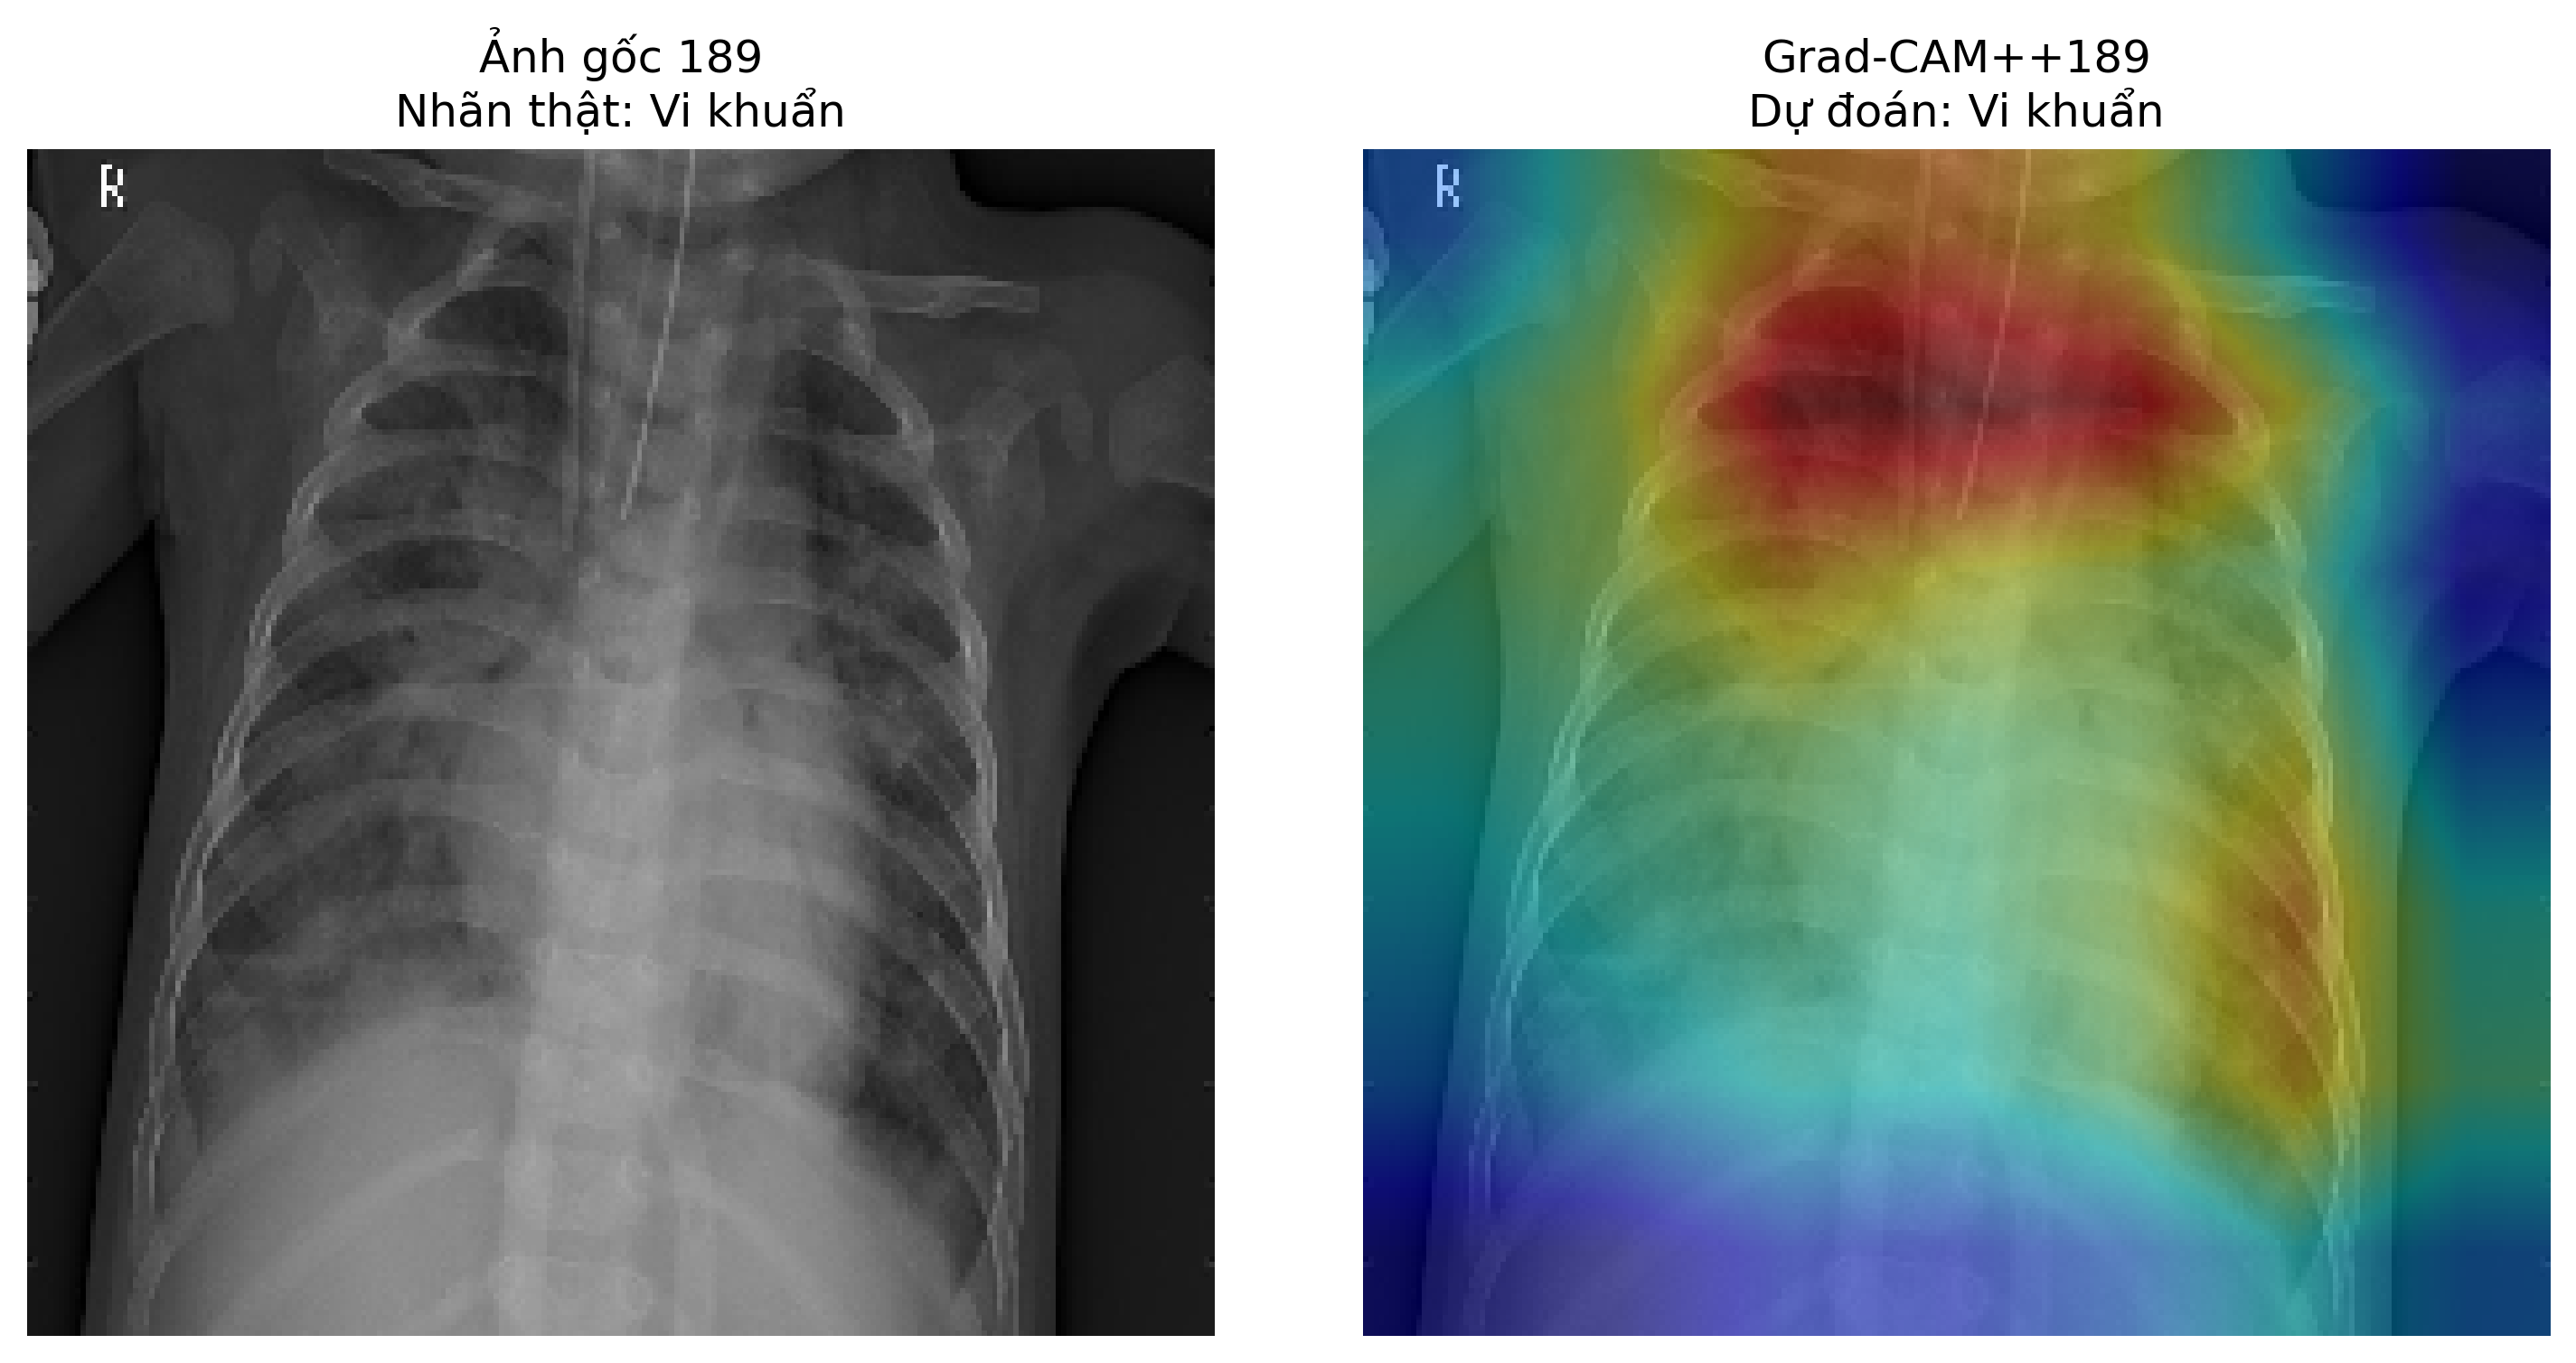 Ảnh gốc 189
Nhãn thật: Vi khuẩn
R
Grad-CAM++189
Dự đoán: Vi khuẩn
R